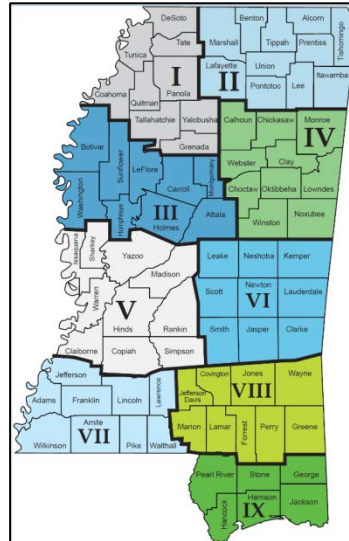 DeSoto
Tunica
Tate
I
Panola
Coahoma
Quitman
Tallahatchie
Yalobusha
Grenada
Benton
Alcorn
Tishomingo
Marshall
Tippah
Prentiss
Lafayette
II
Union
Itawamba
Pontotoc
Lee
Bolivar
Sunflower
LeFlore
Washington
Carroll
Montgomery
III
Humphreys
Holmes
Attala
Calhoun
Chickasaw
Monroe
IV
Webster
Clay
Choctaw
Oktibbeha
Lowndes
Winston
Noxubee
Issaquena
Sharkey
Yazoo
Madison
Warren
V
Hinds
Rankin
Claiborne
Copiah
Simpson
Leake
Neshoba
Kemper
Scott
Newton
VI
Lauderdale
Smith
Jasper
Clarke
Jefferson
Adams
Franklin
Lincoln
Lawrence
Amite
VII
Wilkinson
Pike
Walthall
Covington
Jones
Wayne
Jefferson
Davis
VIII
Marion
Lamar
Forrest
Perry
Greene
Pearl River
Stone
George
Hancock
Harrison
IX
Jackson